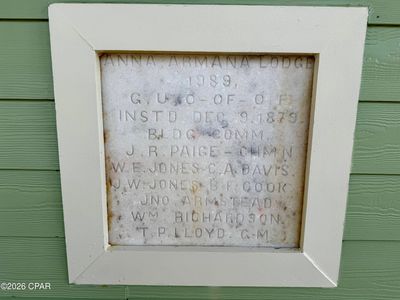 ANNA ARMANA LODGE
1989,
G. U-O-OF-O F
INST'D DEC. 9, 1879
BLDG COMM.
J. R. PAIGE-CHM'N
W. E. JONES-C. A. DAVIS.
J. W. JONES-B. F. COOK
JNO ARMSTEAD
WM. RICHARDSON
T. P. LLOYD G. M.
©2026 CPAR